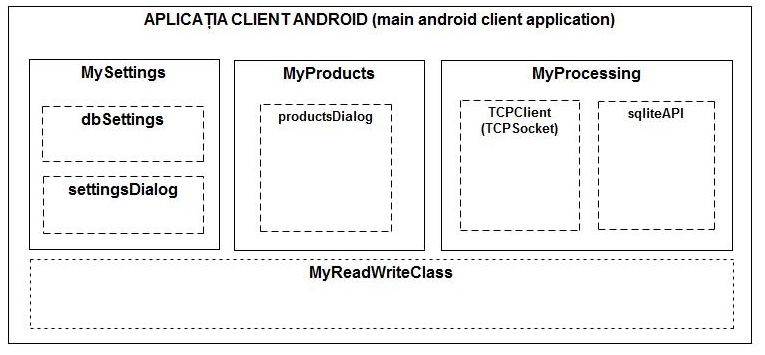 APLICAȚIA CLIENT ANDROID (main android client application)
MySettings
dbSettings
settingsDialog
MyProducts
productsDialog
MyProcessing
TCPClient
(TCPSocket)
sqliteAPI
MyReadWriteClass